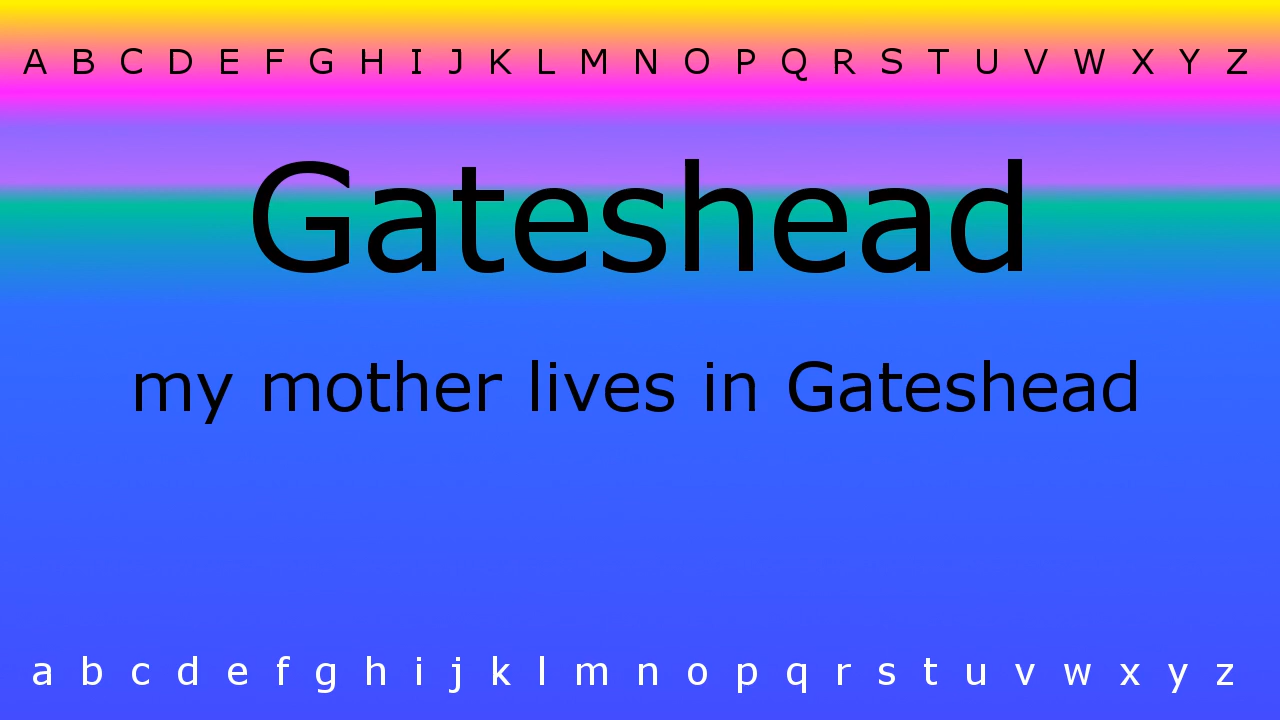 A B C D E F G H I J K L M N O P Q R S T U V W X Y Z
Gateshead
my mother lives in Gateshead
a b c d e f g h i j k l m n o p q r s t u v w x y z